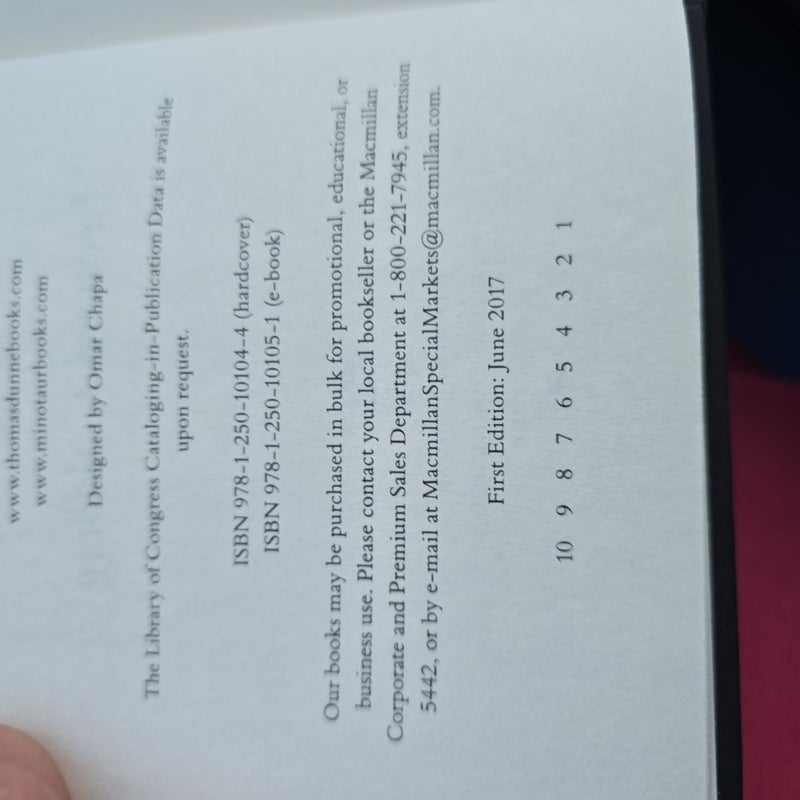 www.thomasdunnebooks.com
www.minotaurbooks.com
Designed by Omar Chapa
The Library of Congress Cataloging-in-Publication Data is available
upon request.
ISBN 978-1-250-10104-4 (hardcover)
ISBN 978-1-250-10105-1 (e-book)
Our books may be purchased in bulk for promotional, educational, or
business use. Please contact your local bookseller or the Macmillan
Corporate and Premium Sales Department at 1-800-221-7945, extension
5442, or by e-mail at MacmillanSpecialMarkets@macmillan.com.
First Edition: June 2017
10 9 8 7 6 5 4 3 2 1